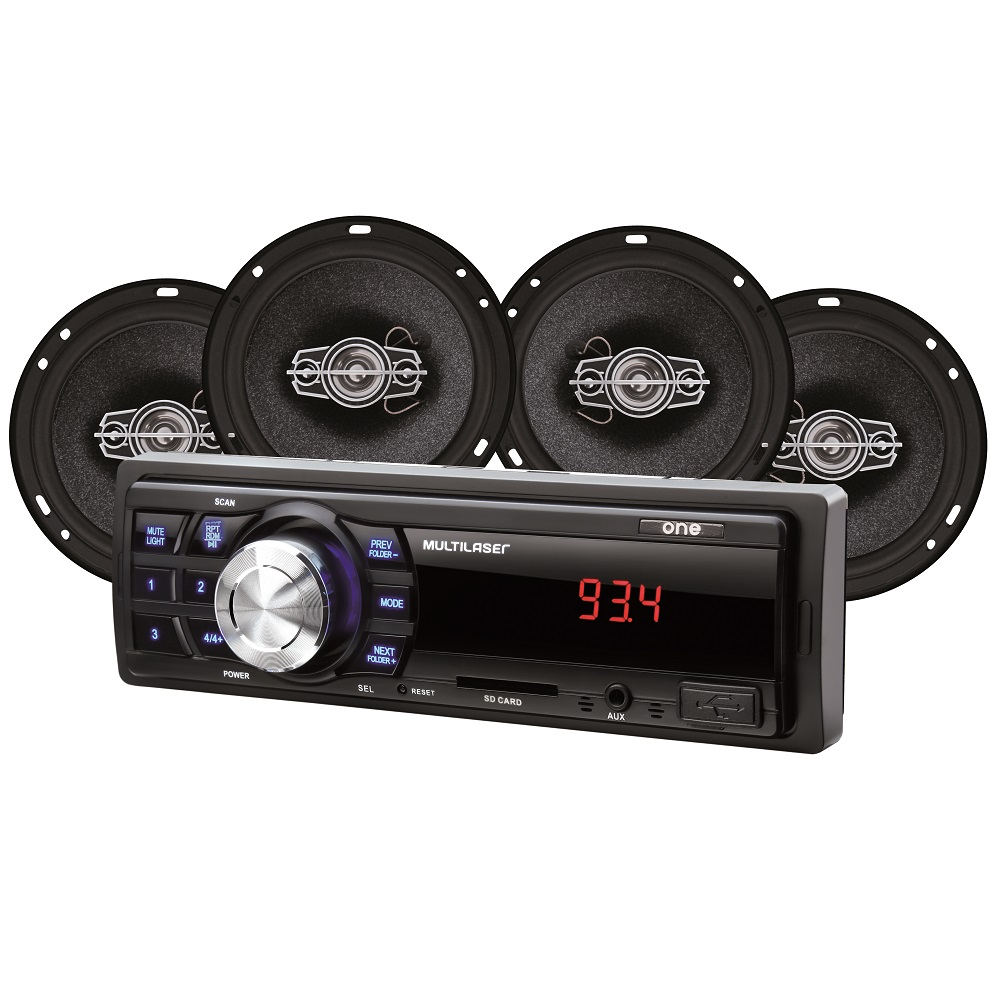 SCAN
MUTE
LIGHT
RPT
RDM
PREV
FOLDER –
MULTILASER
one
1
2
MODE
93.4
3
4/4+
NEXT
FOLDER +
POWER
SEL
RESET
SD CARD
AUX